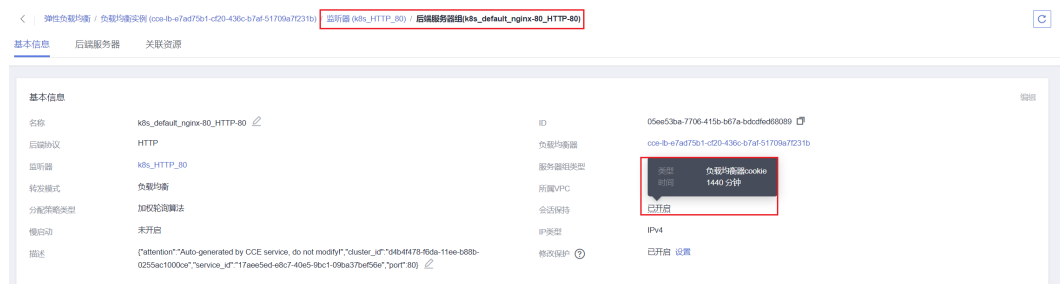 弹性负载均衡 / 负载均衡实例 (cce-lb-e7ad75b1-cf20-436c-b7af-51709a7f231b) / 监听器 (k8s_HTTP_80) / 后端服务器组(k8s_default_nginx-80_HTTP-80)
基本信息 后端服务器 关联资源
基本信息 编辑
名称 k8s_default_nginx-80_HTTP-80 ID 05ee53ba-7706-415b-b67a-bdcdfed68089
后端协议 HTTP 负载均衡器 cce-lb-e7ad75b1-cf20-436c-b7af-51709a7f231b
监听器 k8s_HTTP_80 服务器组类型 类型 负载均衡器cookie
转发模式 负载均衡 所属VPC 时间 1440 分钟
分配策略类型 加权轮询算法 会话保持 已开启
慢启动 未开启 IP类型 IPv4
描述 {"attention":"Auto-generated by CCE service, do not modify!","cluster_id":"d4b4f478-f6da-11ee-b88b- 修改保护 已开启 设置
0255ac1000ce","service_id":"17aee5ed-e8c7-40e5-9bc1-09ba37bef56e","port":80}